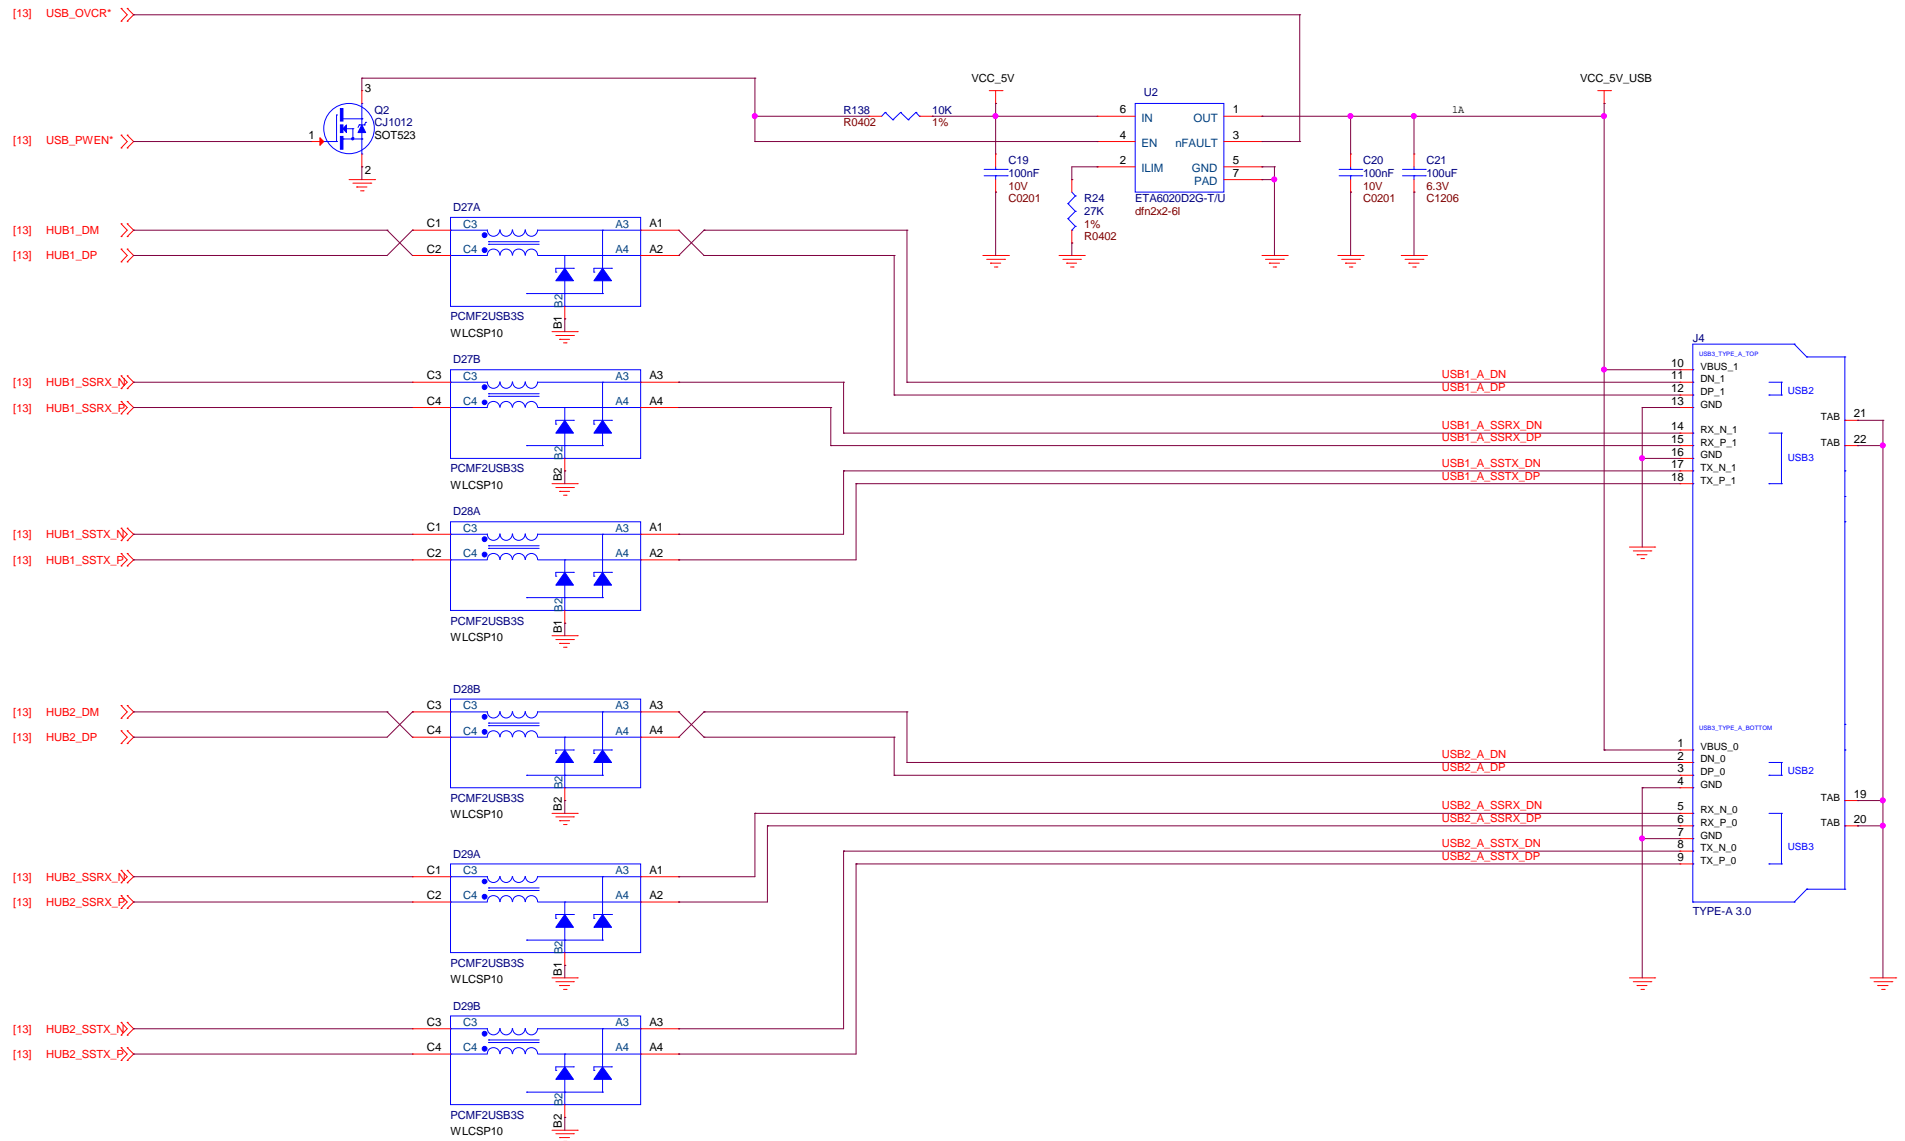 [13] USB_OVCR*
VCC_5V
VCC_5V_USB
3
Q2
CJ1012
SOT523
1
2
[13] USB_PWEN*
R138
R0402
10K
1%
U2
6 IN OUT 1
4 EN nFAULT 3
2 ILIM GND 5
PAD 7
ETA6020D2G-T/U
dfn2x2-6l
1A
C19
100nF
10V
C0201
R24
27K
1%
R0402
C20
100nF
10V
C0201
C21
100uF
6.3V
C1206
D27A
[13] HUB1_DM
C1 C3 A3 A1
[13] HUB1_DP
C2 C4 A4 A2
B2
B1
PCMF2USB3S
WLCSP10
D27B
[13] HUB1_SSRX_N
C3 C3 A3 A3
[13] HUB1_SSRX_P
C4 C4 A4 A4
B2
B2
PCMF2USB3S
WLCSP10
D28A
[13] HUB1_SSTX_N
C1 C3 A3 A1
[13] HUB1_SSTX_P
C2 C4 A4 A2
B2
B1
PCMF2USB3S
WLCSP10
D28B
[13] HUB2_DM
C3 C3 A3 A3
[13] HUB2_DP
C4 C4 A4 A4
B2
B2
PCMF2USB3S
WLCSP10
D29A
[13] HUB2_SSRX_N
C1 C3 A3 A1
[13] HUB2_SSRX_P
C2 C4 A4 A2
B2
B1
PCMF2USB3S
WLCSP10
D29B
[13] HUB2_SSTX_N
C3 C3 A3 A3
[13] HUB2_SSTX_P
C4 C4 A4 A4
B2
B2
PCMF2USB3S
WLCSP10
J4
USB3_TYPE_A_TOP
10 VBUS_1
USB1_A_DN 11 DN_1
USB1_A_DP 12 DP_1
USB2
13 GND
TAB 21
USB1_A_SSRX_DN 14 RX_N_1
USB1_A_SSRX_DP 15 RX_P_1
TAB 22
16 GND
USB3
USB1_A_SSTX_DN 17 TX_N_1
USB1_A_SSTX_DP 18 TX_P_1
USB3_TYPE_A_BOTTOM
1 VBUS_0
USB2_A_DN 2 DN_0
USB2_A_DP 3 DP_0
USB2
4 GND
TAB 19
USB2_A_SSRX_DN 5 RX_N_0
USB2_A_SSRX_DP 6 RX_P_0
TAB 20
7 GND
USB2_A_SSTX_DN 8 TX_N_0
USB3
USB2_A_SSTX_DP 9 TX_P_0
TYPE-A 3.0